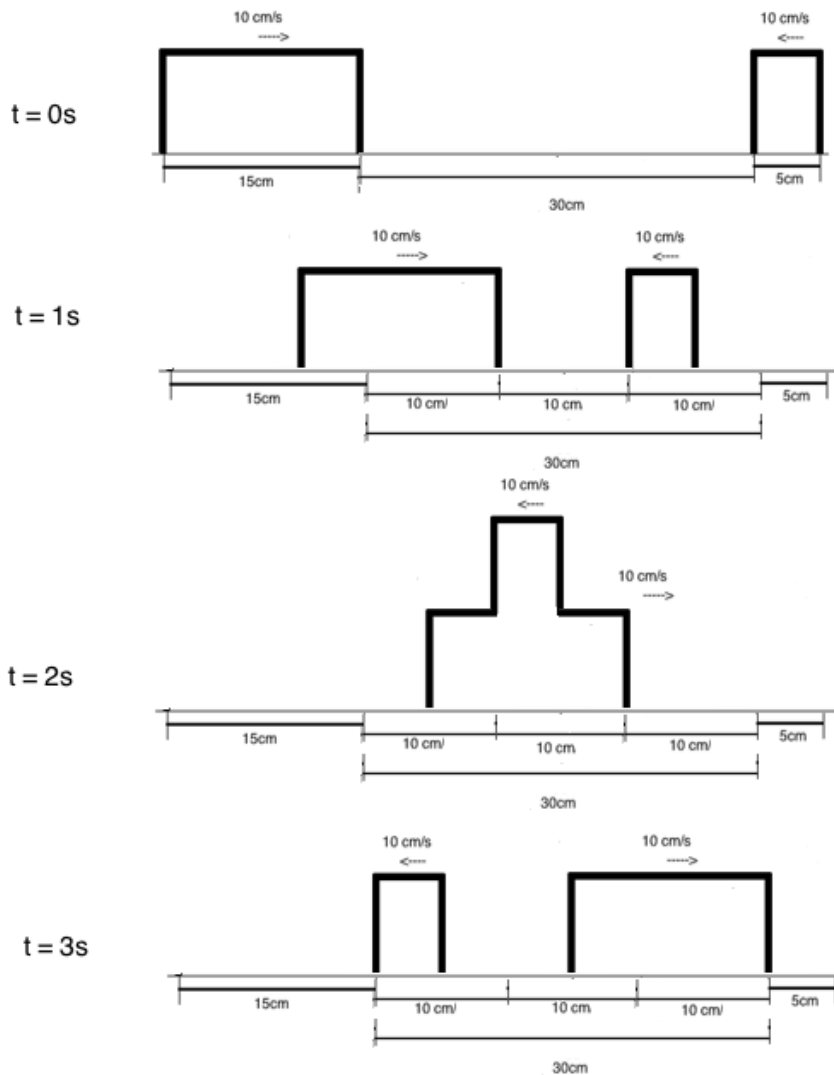 10 cm/s 10 cm/s
----> <----
t = 0s
15cm 5cm
30cm
10 cm/s 10 cm/s
----> <----
t = 1s
15cm 10 cm/ 10 cm 10 cm/ 5cm
30cm
10 cm/s
<----
10 cm/s
---->
t = 2s
15cm 10 cm/ 10 cm 10 cm/ 5cm
30cm
10 cm/s 10 cm/s
<---- ---->
t = 3s
15cm 10 cm/ 10 cm 10 cm/ 5cm
30cm